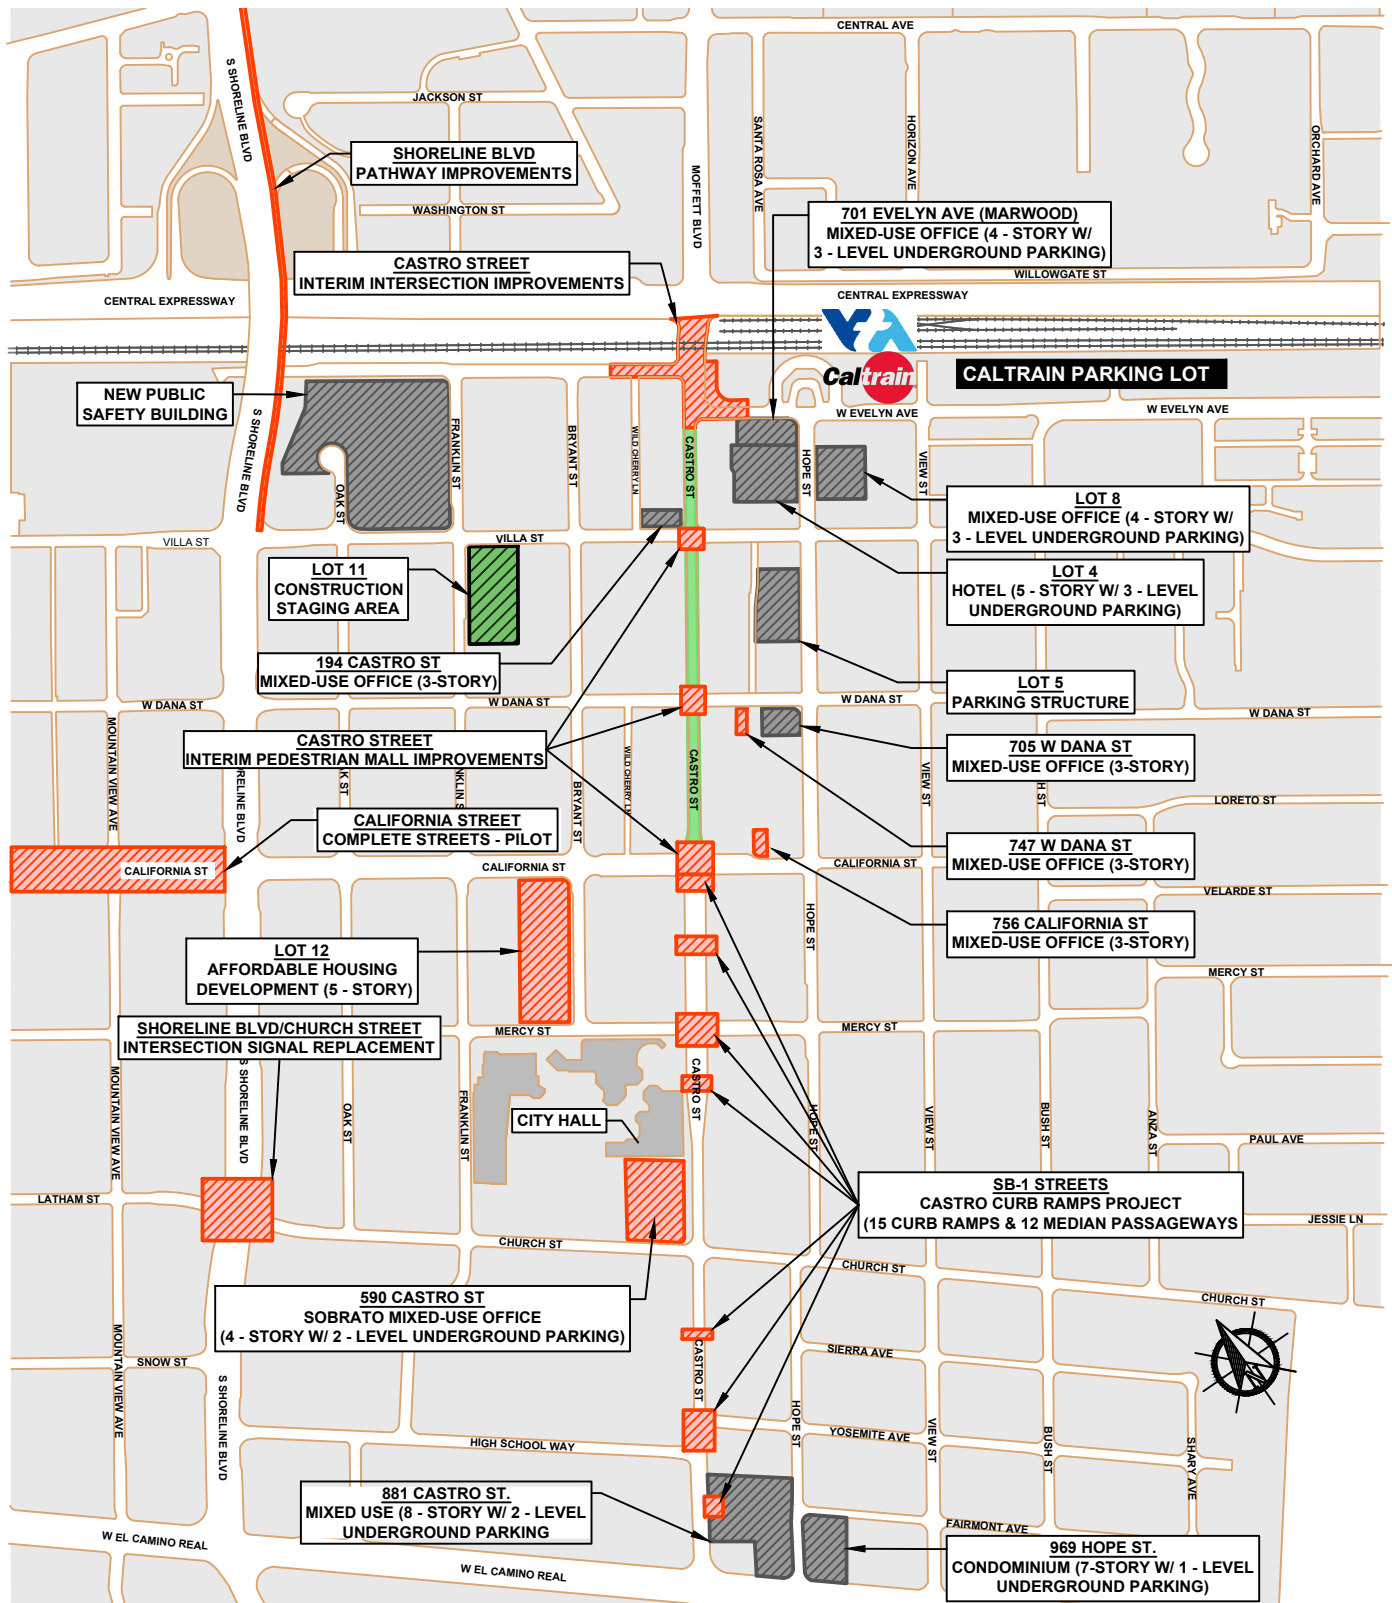 CENTRAL AVE
S SHORELINE BLVD
JACKSON ST
SHORELINE BLVD
PATHWAY IMPROVEMENTS
MOFFETT BLVD
SANTA ROSA AVE
HORIZON AVE
ORCHARD AVE
WASHINGTON ST
701 EVELYN AVE (MARWOOD)
MIXED-USE OFFICE (4 - STORY W/
3 - LEVEL UNDERGROUND PARKING)
CASTRO STREET
INTERIM INTERSECTION IMPROVEMENTS
WILLOWGATE ST
CENTRAL EXPRESSWAY
CENTRAL EXPRESSWAY
VTA
Caltrain
CALTRAIN PARKING LOT
NEW PUBLIC
SAFETY BUILDING
W EVELYN AVE
W EVELYN AVE
S SHORELINE BLVD
FRANKLIN ST
BRYANT ST
WILD CHERRY LN
CASTRO ST
HOPE ST
VIEW ST
OAK ST
LOT 8
MIXED-USE OFFICE (4 - STORY W/
3 - LEVEL UNDERGROUND PARKING)
VILLA ST
VILLA ST
LOT 11
CONSTRUCTION
STAGING AREA
LOT 4
HOTEL (5 - STORY W/ 3 - LEVEL
UNDERGROUND PARKING)
194 CASTRO ST
MIXED-USE OFFICE (3-STORY)
LOT 5
PARKING STRUCTURE
W DANA ST
W DANA ST
W DANA ST
W DANA ST
CASTRO STREET
INTERIM PEDESTRIAN MALL IMPROVEMENTS
705 W DANA ST
MIXED-USE OFFICE (3-STORY)
MOUNTAIN VIEW AVE
RELINE BLVD
AK ST
NKLIN S
BRYANT ST
WILD CHERRY LN
CASTRO ST
VIEW ST
H ST
LORETO ST
CALIFORNIA STREET
COMPLETE STREETS - PILOT
747 W DANA ST
MIXED-USE OFFICE (3-STORY)
CALIFORNIA ST
CALIFORNIA ST
CALIFORNIA ST
VELARDE ST
756 CALIFORNIA ST
MIXED-USE OFFICE (3-STORY)
HOPE ST
LOT 12
AFFORDABLE HOUSING
DEVELOPMENT (5 - STORY)
MERCY ST
SHORELINE BLVD/CHURCH STREET
INTERSECTION SIGNAL REPLACEMENT
MERCY ST
MERCY ST
MOUNTAIN VIEW AVE
S SHORELINE BLVD
OAK ST
FRANKLIN ST
CASTRO ST
HOPE ST
VIEW ST
BUSH ST
ANZA ST
CITY HALL
PAUL AVE
SB-1 STREETS
CASTRO CURB RAMPS PROJECT
(15 CURB RAMPS & 12 MEDIAN PASSAGEWAYS
LATHAM ST
JESSIE LN
CHURCH ST
CHURCH ST
CHURCH ST
590 CASTRO ST
SOBRATO MIXED-USE OFFICE
(4 - STORY W/ 2 - LEVEL UNDERGROUND PARKING)
MOUNTAIN VIEW AVE
SNOW ST
S SHORELINE BLVD
CASTRO ST
SIERRA AVE
N
HOPE ST
YOSEMITE AVE
VIEW ST
BUSH ST
SHARY AVE
HIGH SCHOOL WAY
881 CASTRO ST.
MIXED USE (8 - STORY W/ 2 - LEVEL
UNDERGROUND PARKING
FAIRMONT AVE
W EL CAMINO REAL
W EL CAMINO REAL
969 HOPE ST.
CONDOMINIUM (7-STORY W/ 1 - LEVEL
UNDERGROUND PARKING)